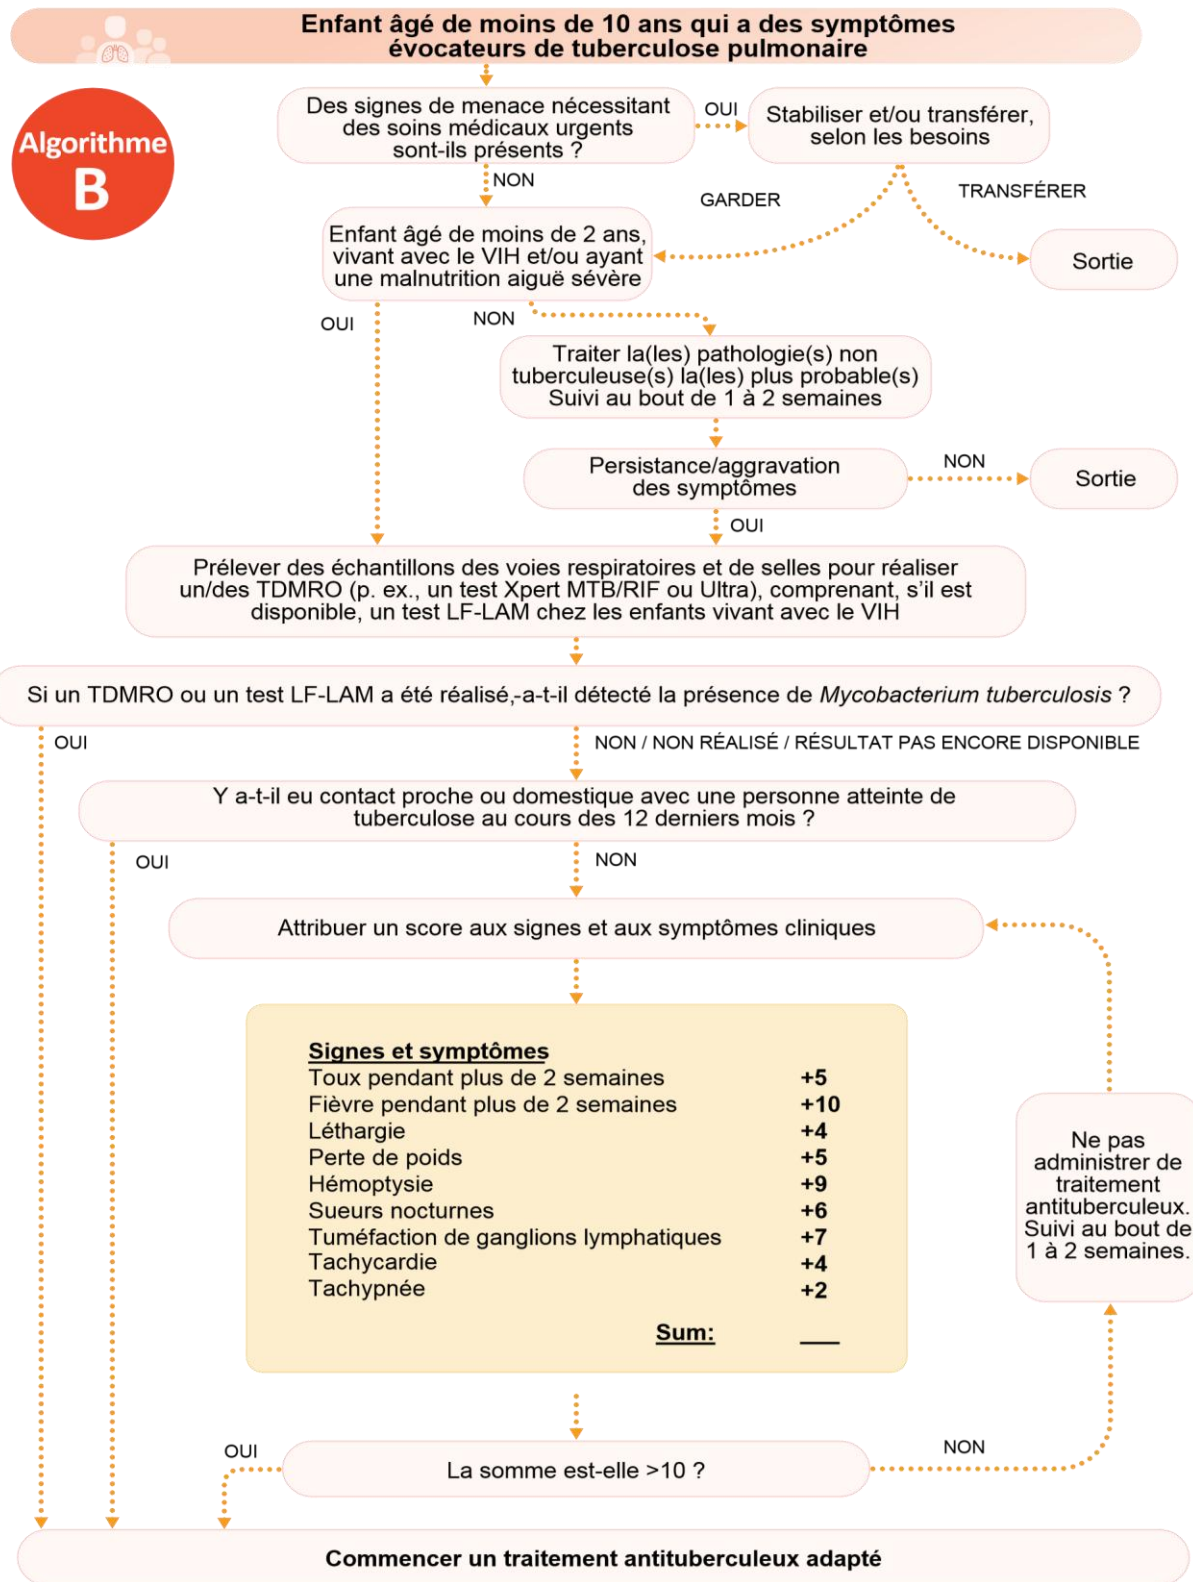 Enfant âgé de moins de 10 ans qui a des symptômes
évocateurs de tuberculose pulmonaire
Algorithme
B
Des signes de menace nécessitant
des soins médicaux urgents
sont-ils présents ?
OUI
Stabiliser et/ou transférer,
selon les besoins
NON
GARDER
TRANSFÉRER
Enfant âgé de moins de 2 ans,
vivant avec le VIH et/ou ayant
une malnutrition aiguë sévère
Sortie
OUI
NON
Traiter la(les) pathologie(s) non
tuberculeuse(s) la(les) plus probable(s)
Suivi au bout de 1 à 2 semaines
Persistance/aggravation
des symptômes
NON
Sortie
OUI
Prélever des échantillons des voies respiratoires et de selles pour réaliser
un/des TDMRO (p. ex., un test Xpert MTB/RIF ou Ultra), comprenant, s’il est
disponible, un test LF-LAM chez les enfants vivant avec le VIH
Si un TDMRO ou un test LF-LAM a été réalisé,-a-t-il détecté la présence de Mycobacterium tuberculosis ?
OUI
NON / NON RÉALISÉ / RÉSULTAT PAS ENCORE DISPONIBLE
Y a-t-il eu contact proche ou domestique avec une personne atteinte de
tuberculose au cours des 12 derniers mois ?
OUI
NON
Attribuer un score aux signes et aux symptômes cliniques
Signes et symptômes
Toux pendant plus de 2 semaines +5
Fièvre pendant plus de 2 semaines +10
Léthargie +4
Perte de poids +5
Hémoptysie +9
Sueurs nocturnes +6
Tuméfaction de ganglions lymphatiques +7
Tachycardie +4
Tachypnée +2
Sum: ___
Ne pas
administrer de
traitement
antituberculeux.
Suivi au bout de
1 à 2 semaines.
OUI
La somme est-elle >10 ?
NON
Commencer un traitement antituberculeux adapté